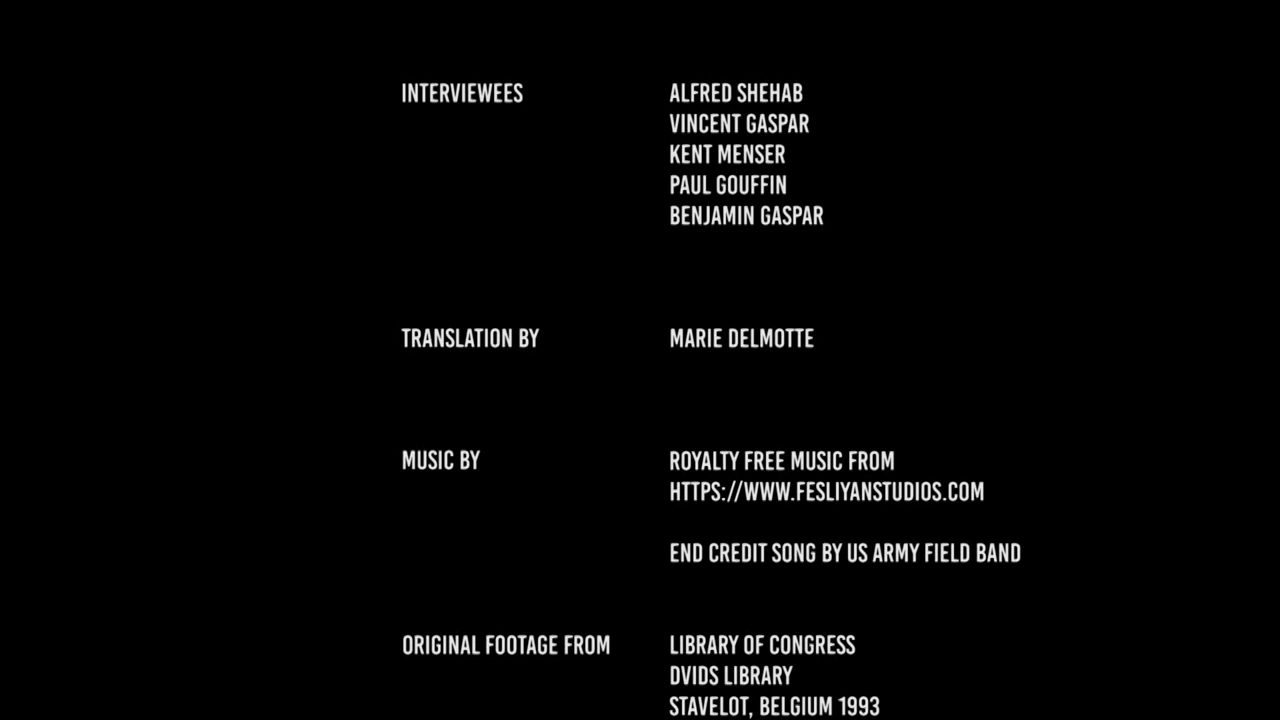 INTERVIEWEES ALFRED SHEHAB
VINCENT GASPAR
KENT MENSER
PAUL GOUFFIN
BENJAMIN GASPAR
TRANSLATION BY MARIE DELMOTTE
MUSIC BY ROYALTY FREE MUSIC FROM
HTTPS://WWW.FESLIYANSTUDIOS.COM
END CREDIT SONG BY US ARMY FIELD BAND
ORIGINAL FOOTAGE FROM LIBRARY OF CONGRESS
DVIDS LIBRARY
STAVELOT, BELGIUM 1993